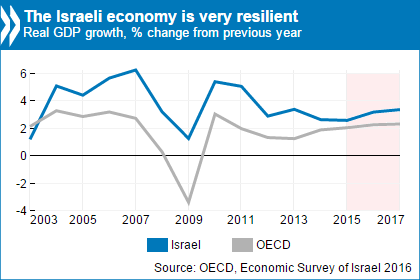 The Israeli economy is very resilient
Real GDP growth, % change from previous year
6
4
2
0
-2
-4
2003 2005 2007 2009 2011 2013 2015 2017
Israel OECD
Source: OECD, Economic Survey of Israel 2016